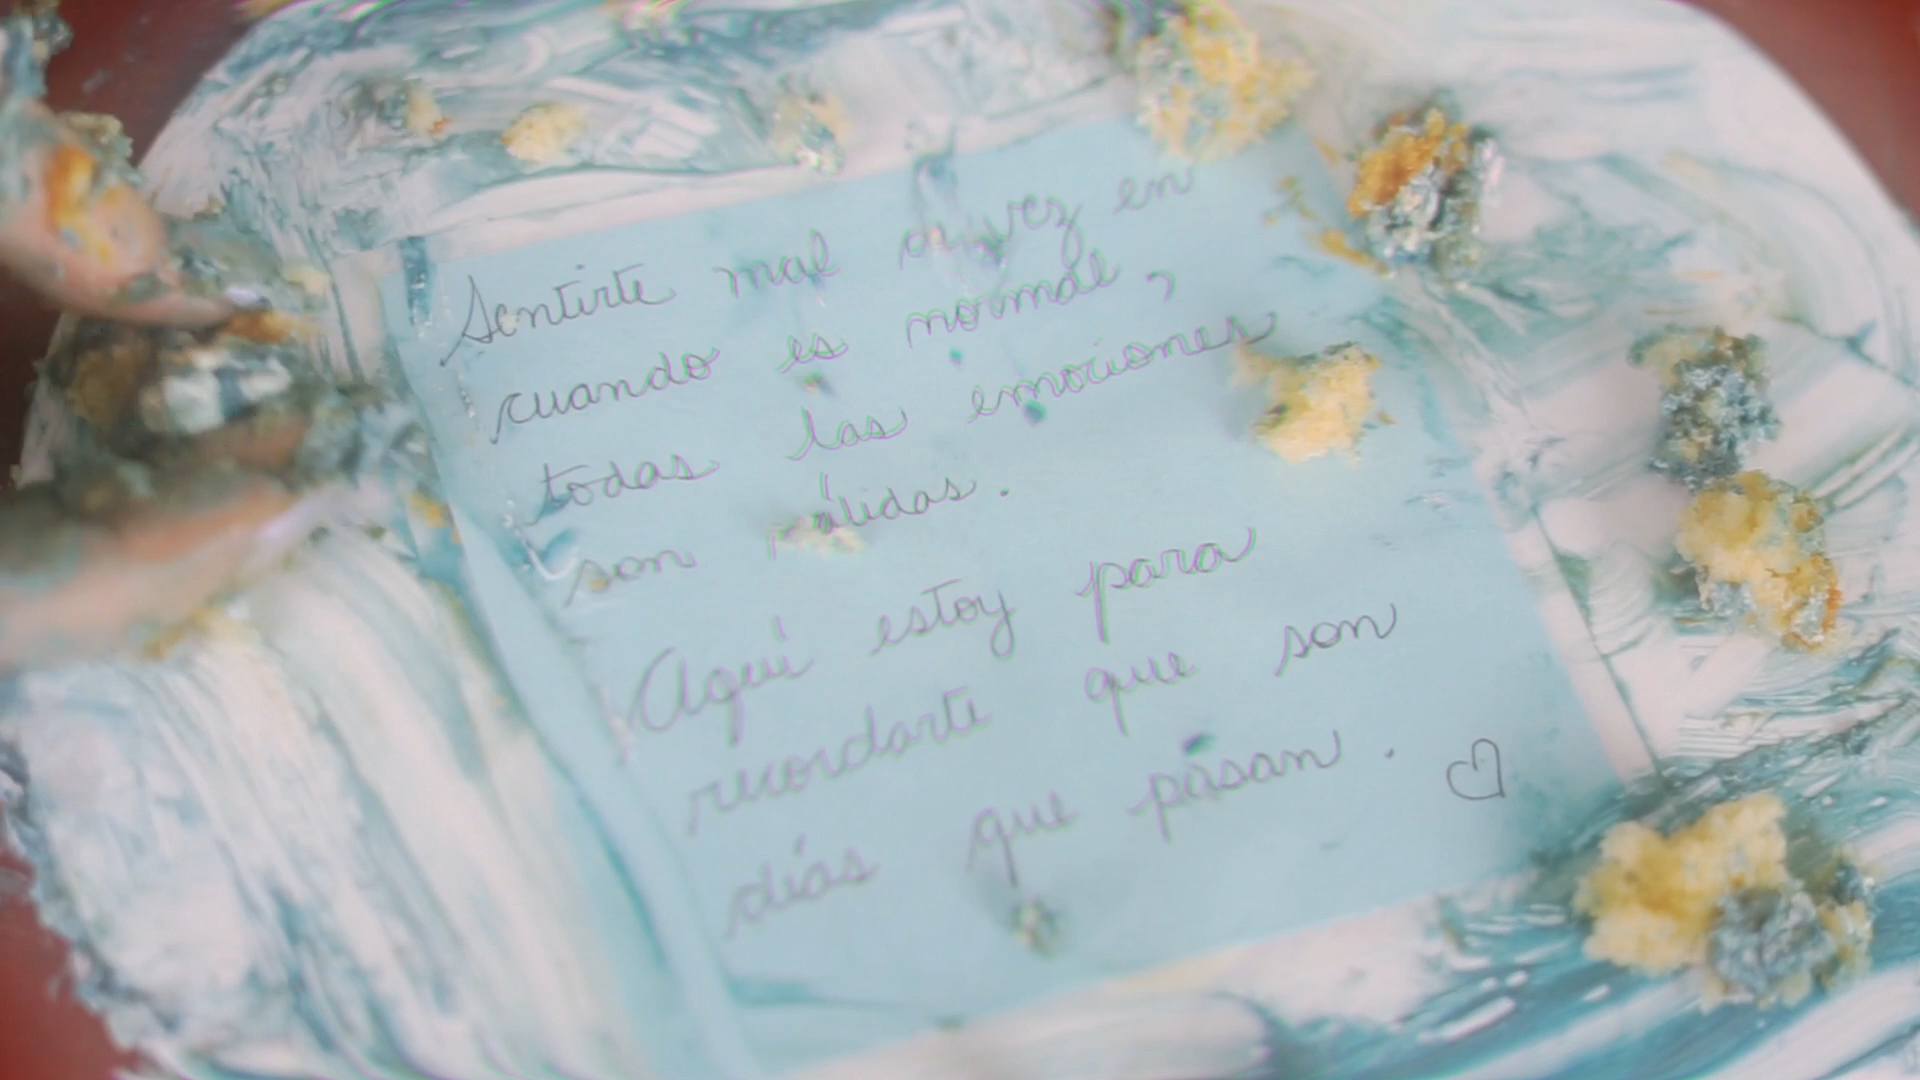 Sentirte mal de vez en
cuando es normal,
todas las emociones
son válidas.
Aquí estoy para
recordarte que son
días que pasan.